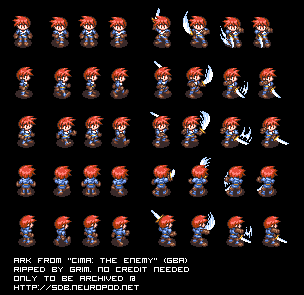 ARK FROM "CIMA: THE ENEMY" (GBA)
RIPPED BY GRIM. NO CREDIT NEEDED
ONLY TO BE ARCHIVED @
HTTP://SDB.NEUROPOD.NET